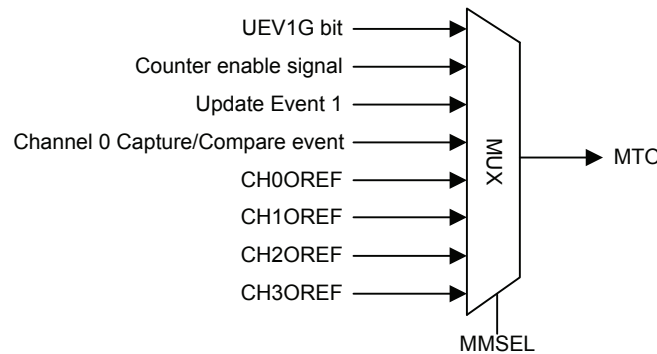 UEV1G bit
Counter enable signal
Update Event 1
Channel 0 Capture/Compare event
CH0OREF
CH1OREF
CH2OREF
CH3OREF
MUX
MTO
MMSEL